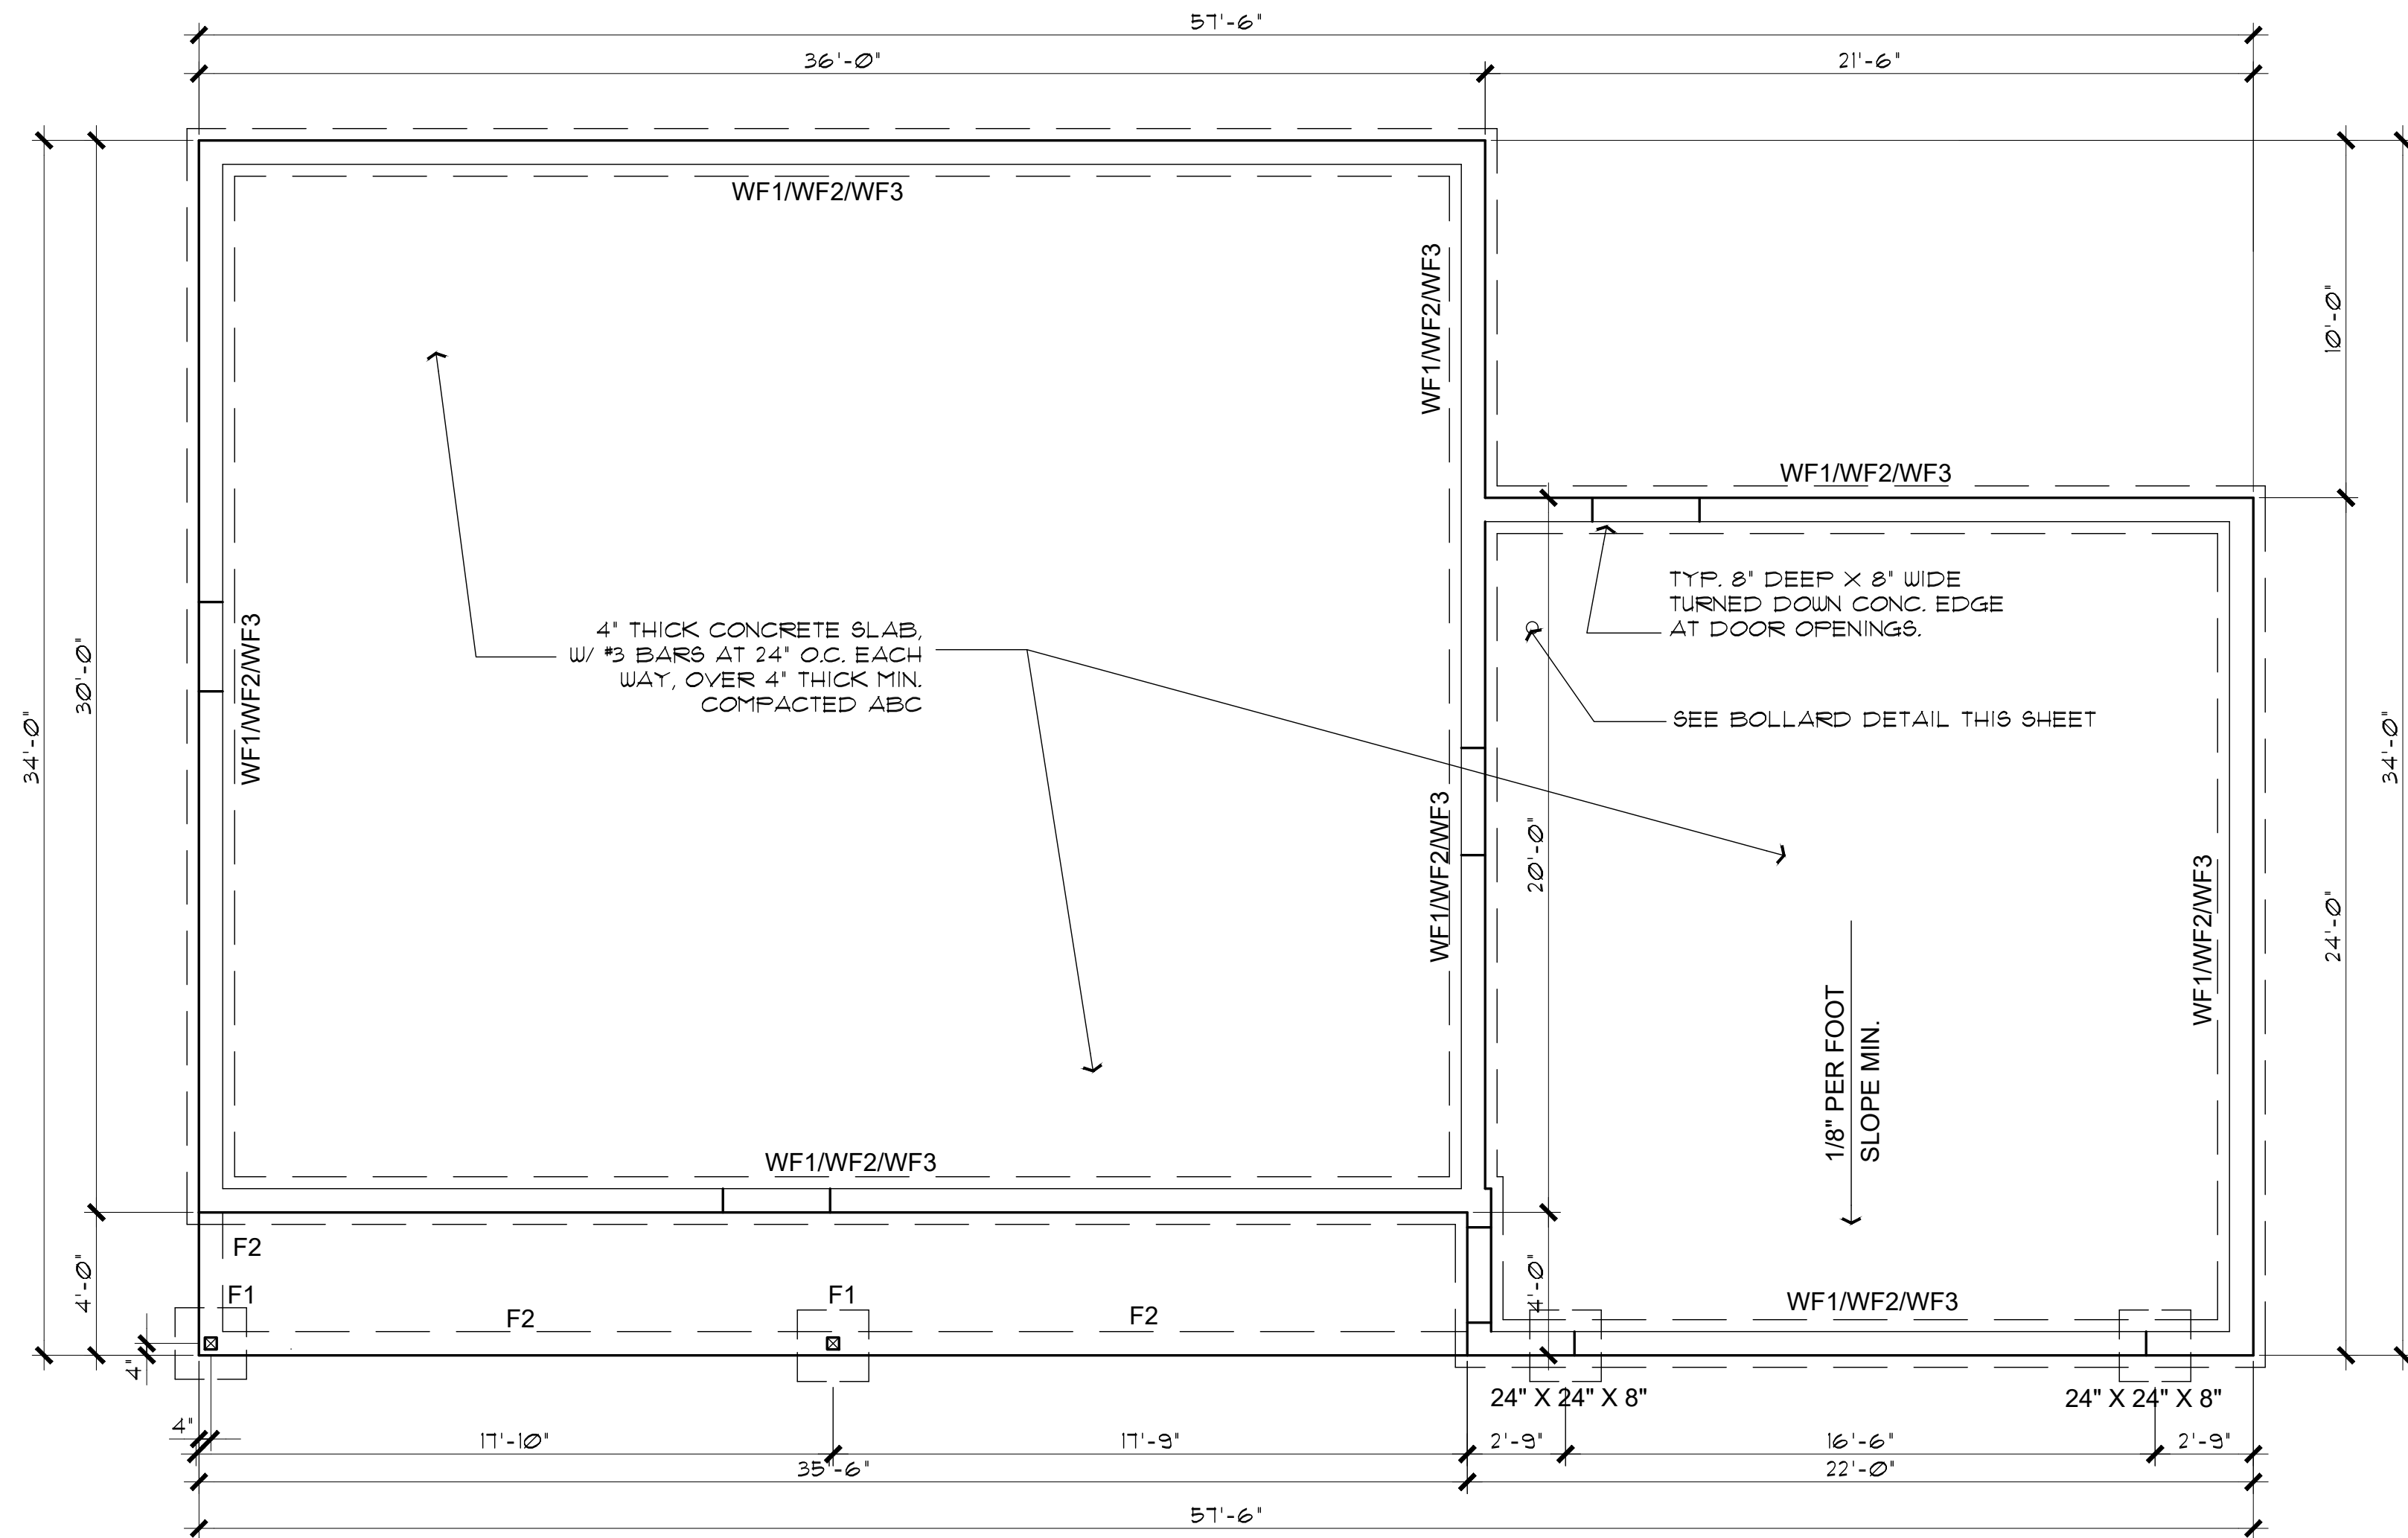 57'-6"
36'-0"
21'-6"
WF1/WF2/WF3
WF1/WF2/WF3
10'-0"
WF1/WF2/WF3
TYP. 8" DEEP X 8" WIDE
TURNED DOWN CONC. EDGE
AT DOOR OPENINGS.
4" THICK CONCRETE SLAB,
W/ #3 BARS AT 24" O.C. EACH
WAY, OVER 4" THICK MIN.
COMPACTED ABC
WF1/WF2/WF3
30'-0"
34'-0"
SEE BOLLARD DETAIL THIS SHEET
34'-0"
WF1/WF2/WF3
20'-0"
24'-0"
WF1/WF2/WF3
1/8" PER FOOT
SLOPE MIN.
WF1/WF2/WF3
F2
4'-0"
F1
F2
F1
F2
4'-0"
WF1/WF2/WF3
4"
24" X 24" X 8"
24" X 24" X 8"
4"
17'-10"
17'-9"
2'-9"
16'-6"
2'-9"
35'-6"
22'-0"
57'-6"